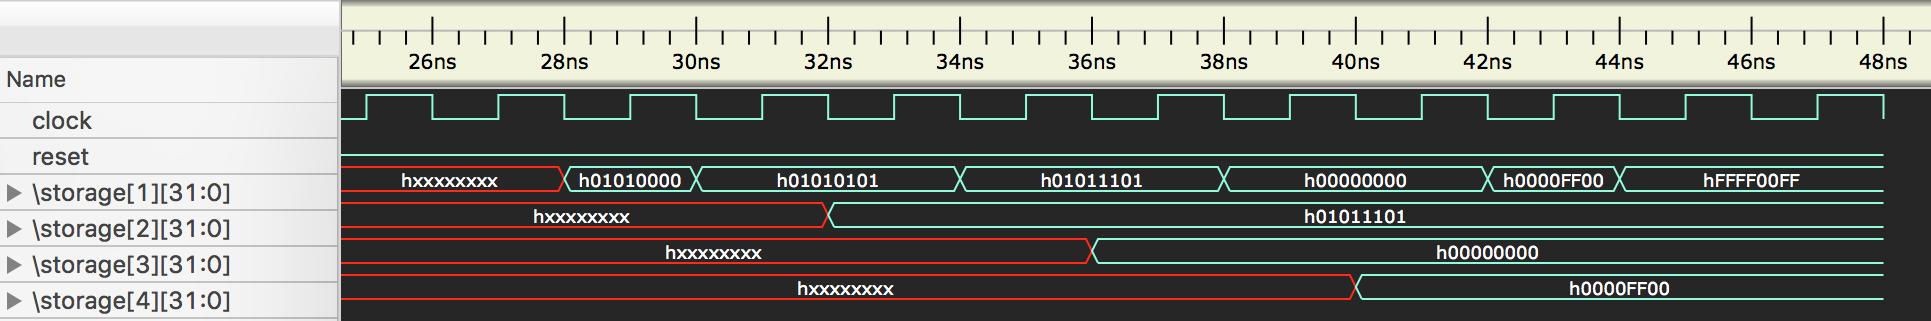 26ns 28ns 30ns 32ns 34ns 36ns 38ns 40ns 42ns 44ns 46ns 48ns
Name
clock
reset
\storage[1][31:0] hxxxxxxxx h01010000 h01010101 h01011101 h00000000 h0000FF00 hFFFF00FF
\storage[2][31:0] hxxxxxxxx h01011101
\storage[3][31:0] hxxxxxxxx h00000000
\storage[4][31:0] hxxxxxxxx h0000FF00